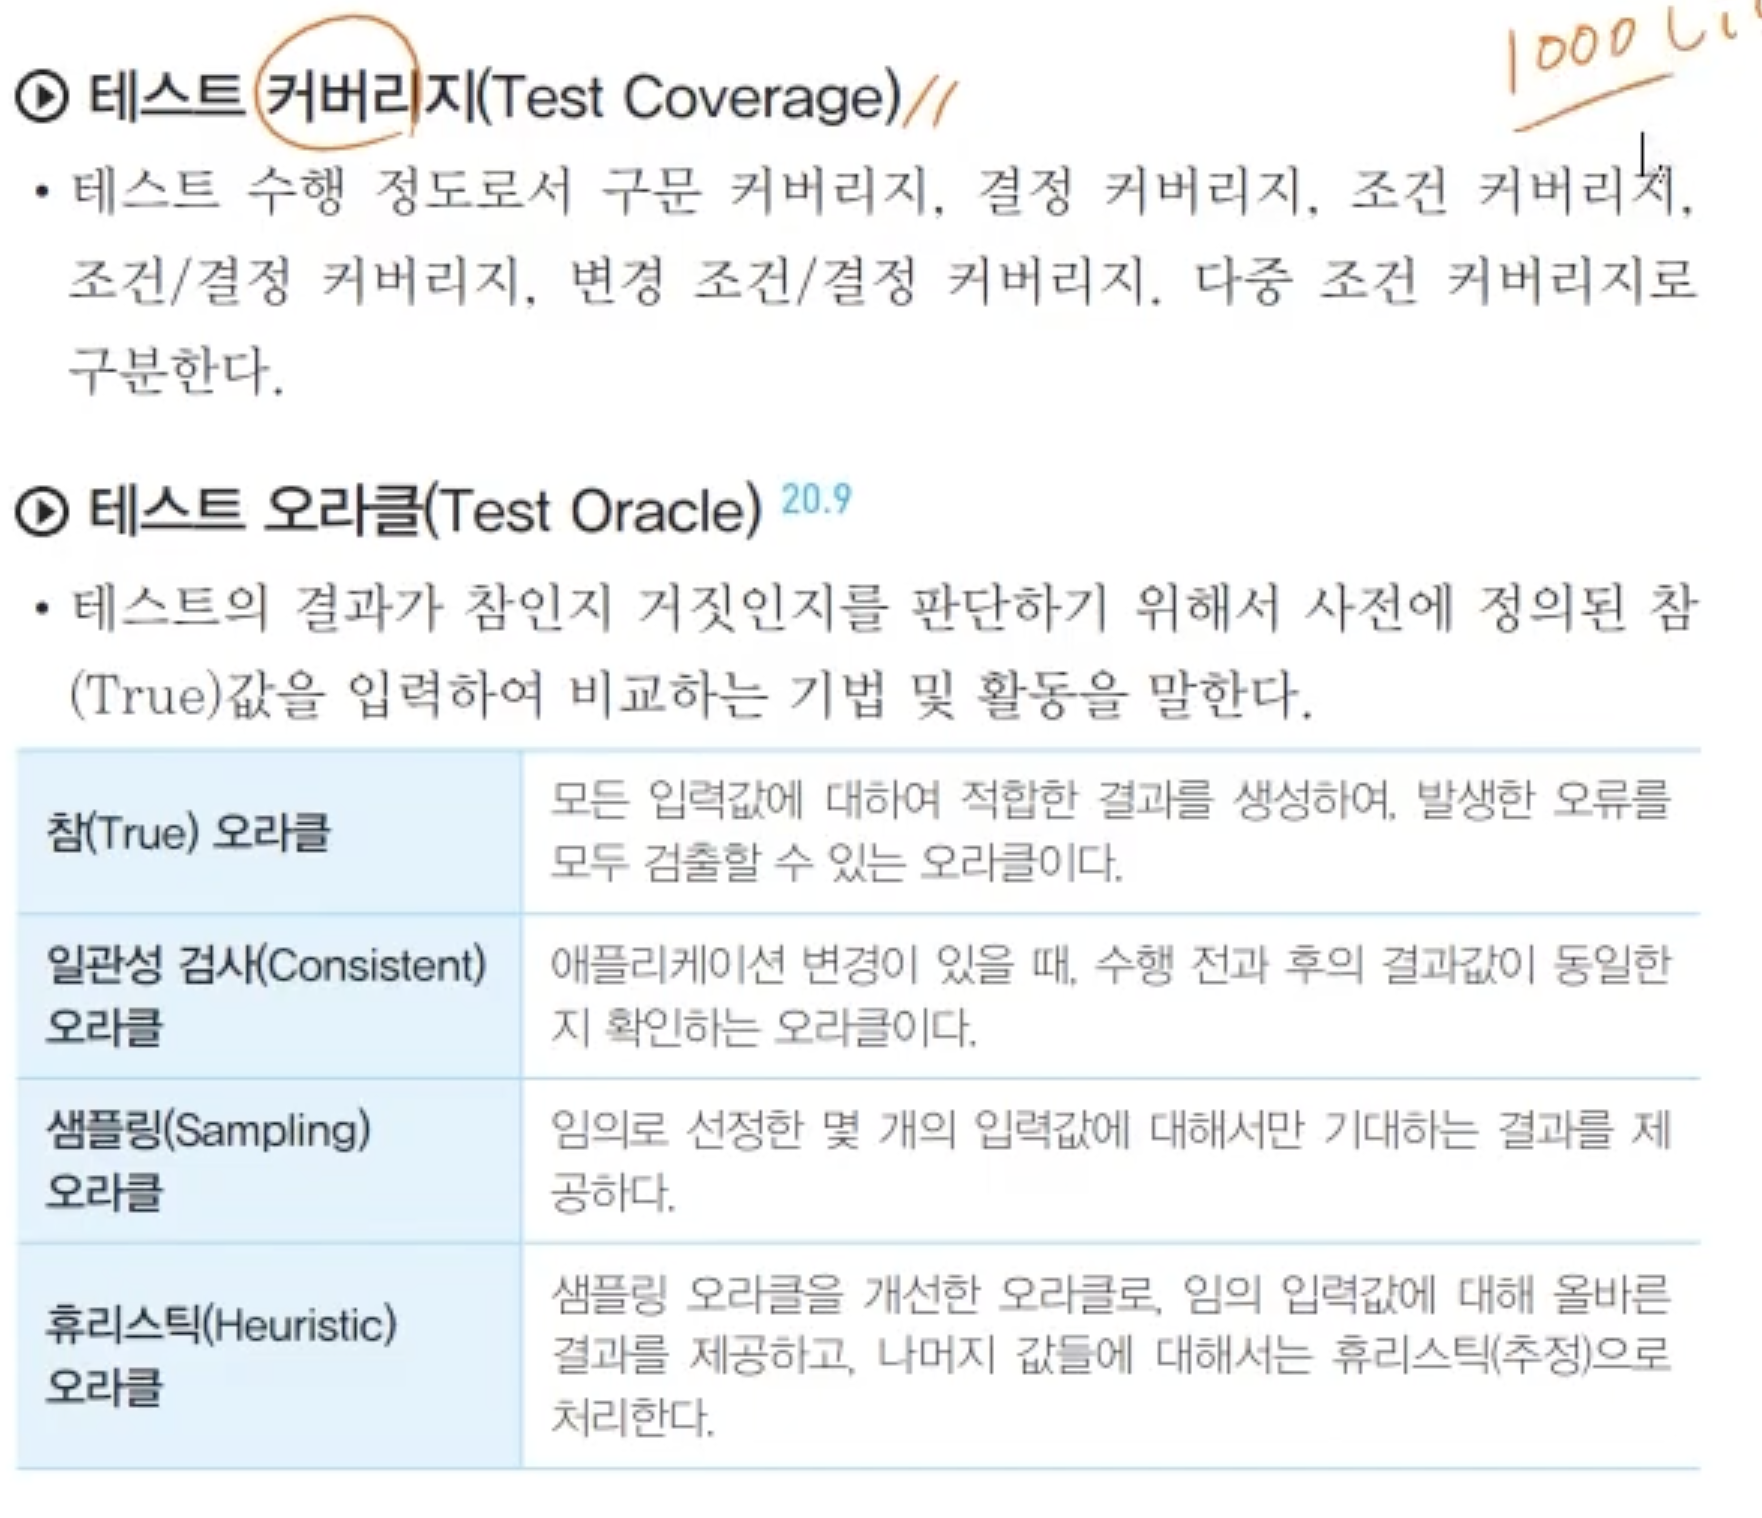 1000 Li
테스트 커버리지(Test Coverage)
• 테스트 수행 정도로서 구문 커버리지, 결정 커버리지, 조건 커버리지,
조건/결정 커버리지, 변경 조건/결정 커버리지. 다중 조건 커버리지로
구분한다.
테스트 오라클(Test Oracle) 20.9
• 테스트의 결과가 참인지 거짓인지를 판단하기 위해서 사전에 정의된 참
(True)값을 입력하여 비교하는 기법 및 활동을 말한다.
참(True) 오라클
모든 입력값에 대하여 적합한 결과를 생성하여, 발생한 오류를
모두 검출할 수 있는 오라클이다.
일관성 검사(Consistent)
오라클
애플리케이션 변경이 있을 때, 수행 전과 후의 결과값이 동일한
지 확인하는 오라클이다.
샘플링(Sampling)
오라클
임의로 선정한 몇 개의 입력값에 대해서만 기대하는 결과를 제
공하다.
휴리스틱(Heuristic)
오라클
샘플링 오라클을 개선한 오라클로, 임의 입력값에 대해 올바른
결과를 제공하고, 나머지 값들에 대해서는 휴리스틱(추정)으로
처리한다.